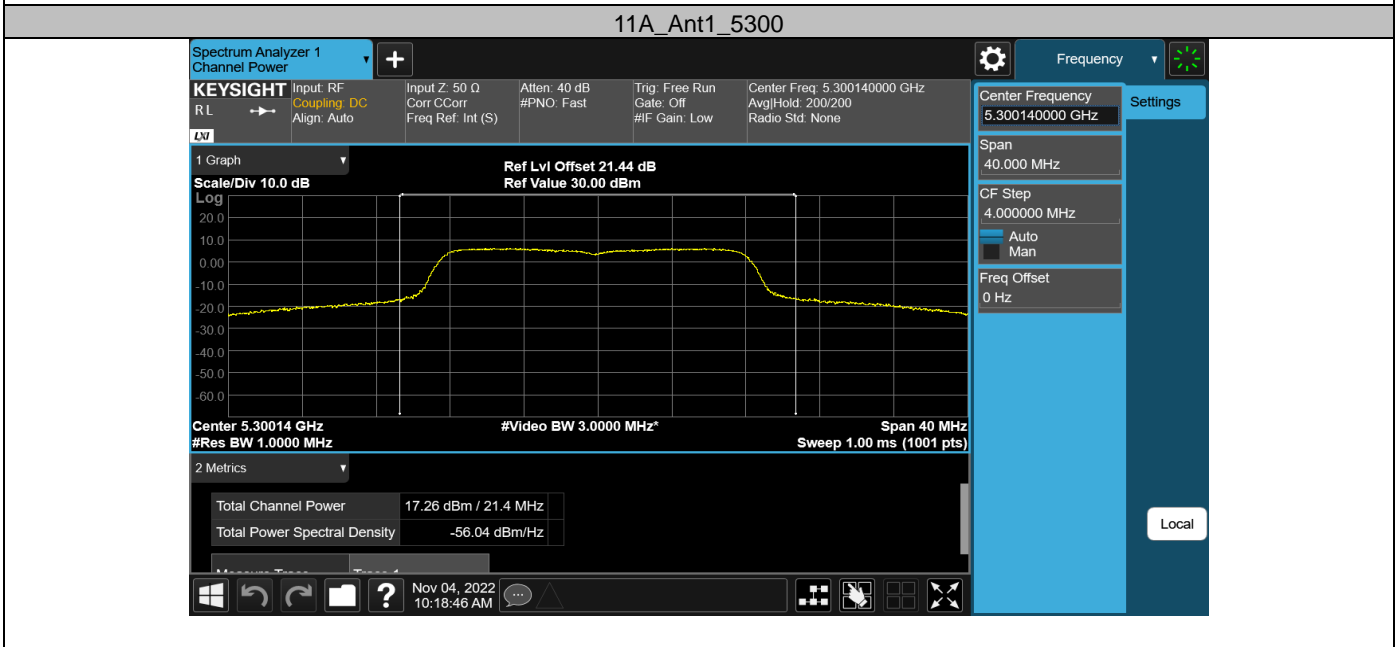 11A_Ant1_5300
Spectrum Analyzer 1
Channel Power
Frequency
KEYSIGHT
RL
LXI
Input: RF
Coupling: DC
Align: Auto
Input Z: 50 Ω
Corr CCorr
Freq Ref: Int (S)
Atten: 40 dB
#PNO: Fast
Trig: Free Run
Gate: Off
#IF Gain: Low
Center Freq: 5.300140000 GHz
Avg|Hold: 200/200
Radio Std: None
Center Frequency
5.300140000 GHz
Settings
Span
40.000 MHz
CF Step
4.000000 MHz
Auto
Man
Freq Offset
0 Hz
Local
1 Graph
Ref Lvl Offset 21.44 dB
Scale/Div 10.0 dB
Ref Value 30.00 dBm
Log
20.0
10.0
0.00
-10.0
-20.0
-30.0
-40.0
-50.0
-60.0
Center 5.30014 GHz
#Video BW 3.0000 MHz*
Span 40 MHz
#Res BW 1.0000 MHz
Sweep 1.00 ms (1001 pts)
2 Metrics
Total Channel Power 17.26 dBm / 21.4 MHz
Total Power Spectral Density -56.04 dBm/Hz
Measure Trace Trace 1
?
Nov 04, 2022
10:18:46 AM